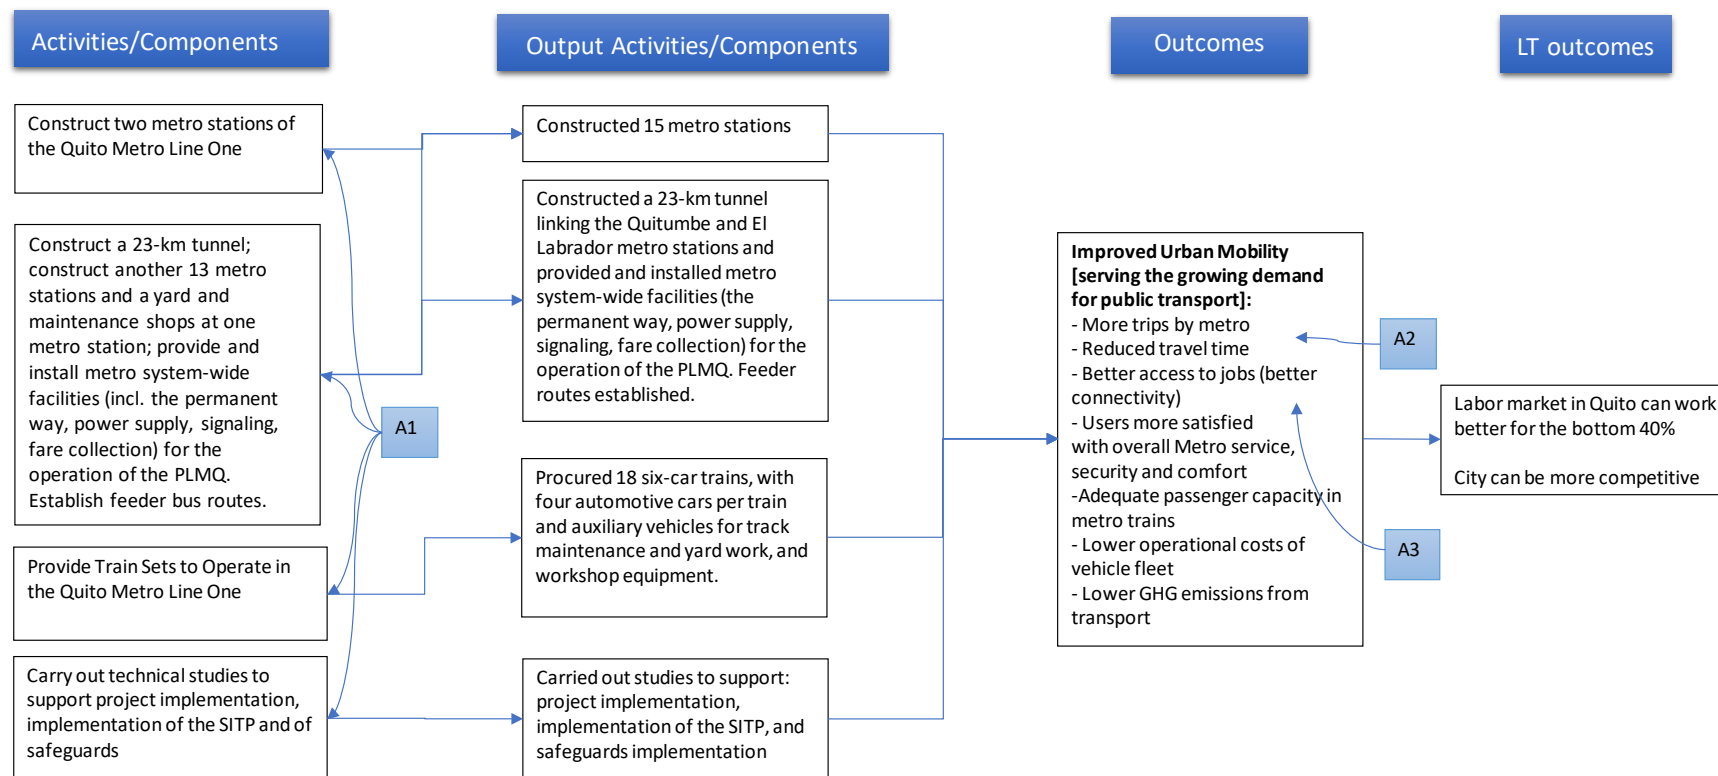 Activities/Components
Output Activities/Components
Outcomes
LT outcomes
Construct two metro stations of
the Quito Metro Line One
Construct a 23-km tunnel;
construct another 13 metro
stations and a yard and
maintenance shops at one
metro station; provide and
install metro system-wide
facilities (incl. the permanent
way, power supply, signaling,
fare collection) for the
operation of the PLMQ.
Establish feeder bus routes.
Provide Train Sets to Operate in
the Quito Metro Line One
Carry out technical studies to
support project implementation,
implementation of the SITP and of
safeguards
A1
Constructed 15 metro stations
Constructed a 23-km tunnel
linking the Quitumbe and El
Labrador metro stations and
provided and installed metro
system-wide facilities (the
permanent way, power supply,
signaling, fare collection) for the
operation of the PLMQ. Feeder
routes established.
Procured 18 six-car trains, with
four automotive cars per train
and auxiliary vehicles for track
maintenance and yard work, and
workshop equipment.
Carried out studies to support:
project implementation,
implementation of the SITP, and
safeguards implementation
Improved Urban Mobility
[serving the growing demand
for public transport]:
- More trips by metro
- Reduced travel time
- Better access to jobs (better
connectivity)
- Users more satisfied
with overall Metro service,
security and comfort
-Adequate passenger capacity in
metro trains
- Lower operational costs of
vehicle fleet
- Lower GHG emissions from
transport
A2
A3
Labor market in Quito can work
better for the bottom 40%
City can be more competitive